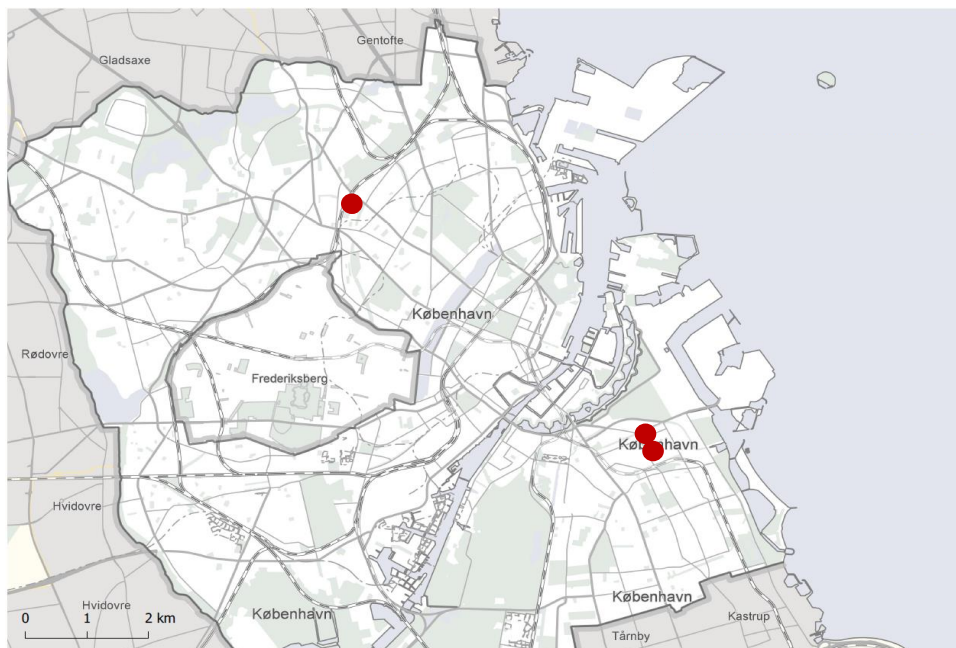 Gentofte
Gladsaxe
København
Rødovre
Frederiksberg
København
Hvidovre
København
København
Hvidovre
Kastrup
Tårnby
0 1 2 km